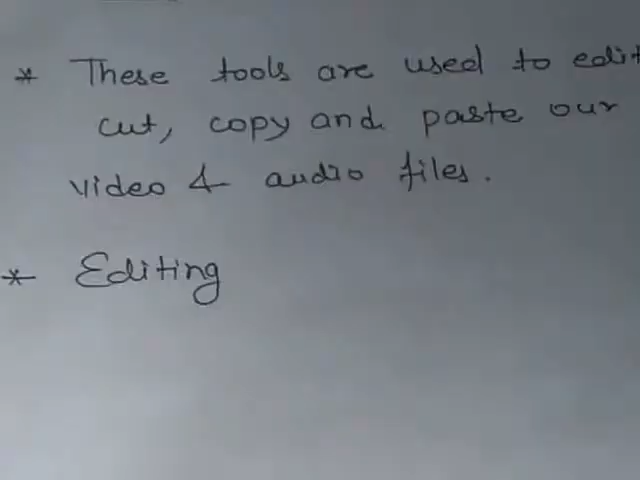 * These tools are used to edit
cut, copy and paste our
video & audio files.
* Editing